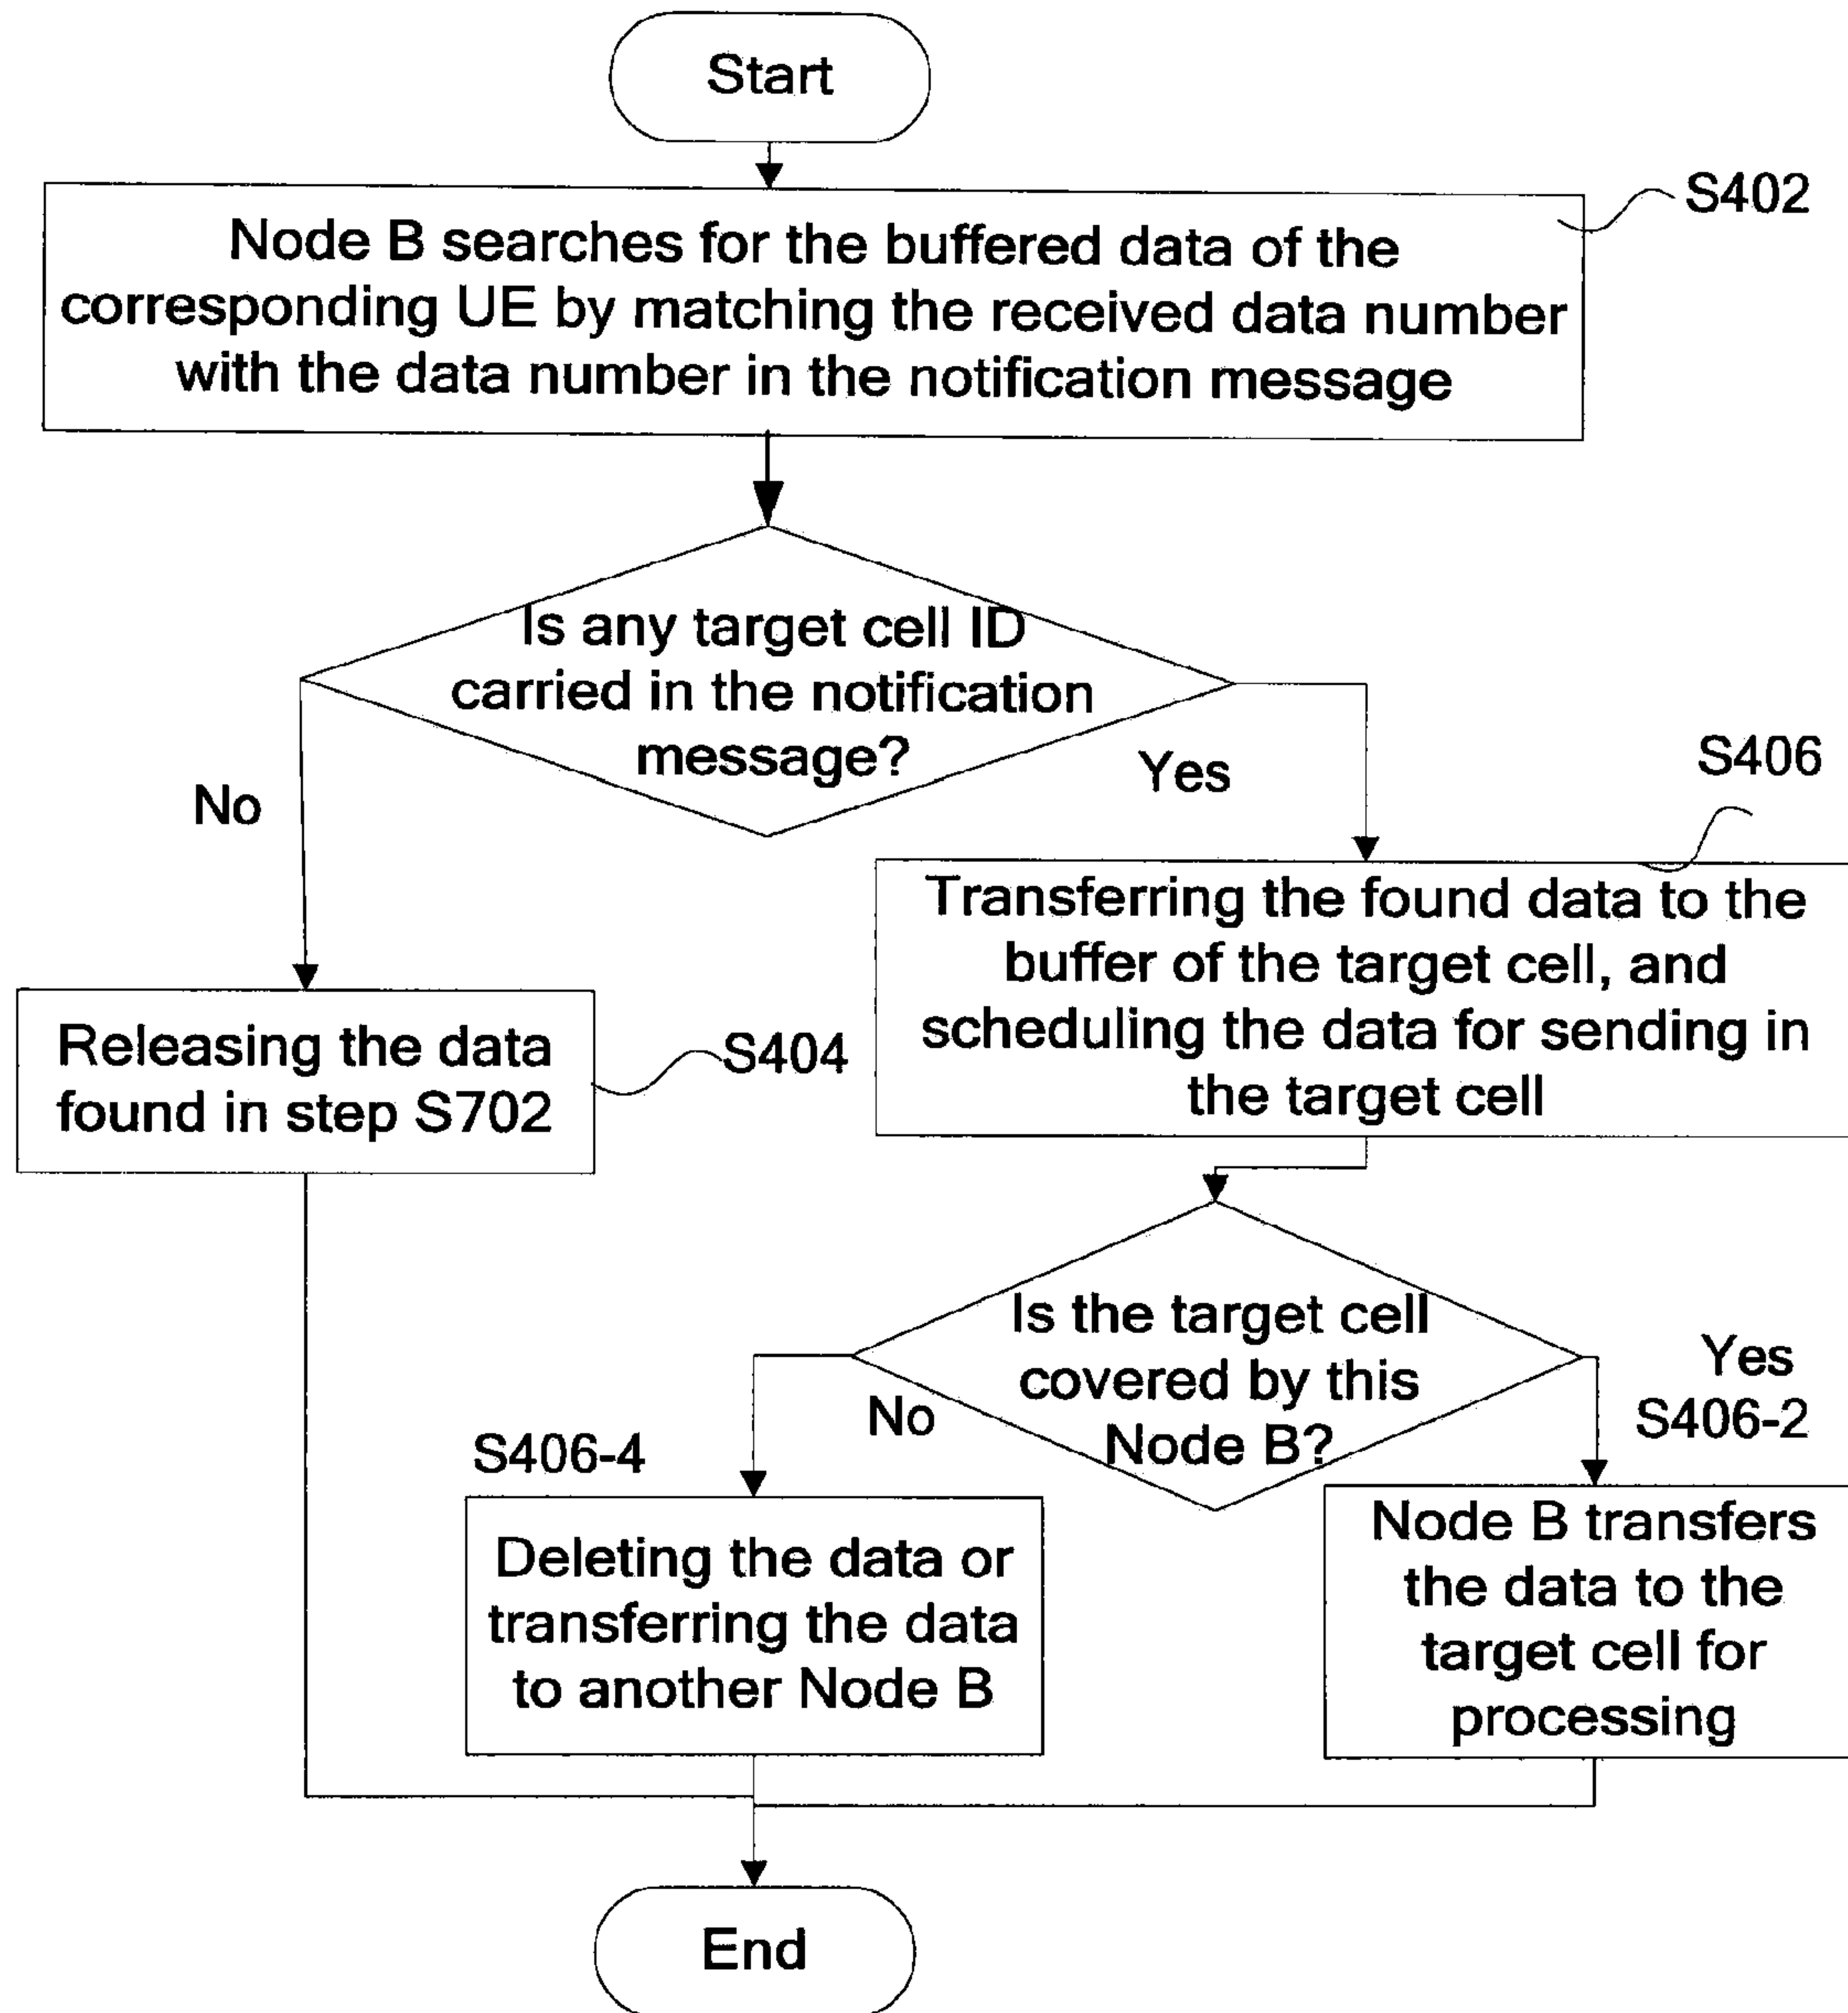 Start
S402
Node B searches for the buffered data of the
corresponding UE by matching the received data number
with the data number in the notification message
Is any target cell ID
carried in the notification
message?
No
Yes
S406
Transferring the found data to the
buffer of the target cell, and
scheduling the data for sending in
the target cell
Releasing the data
found in step S702
S404
Is the target cell
covered by this
Node B?
No
Yes
S406-2
S406-4
Deleting the data or
transferring the data
to another Node B
Node B transfers
the data to the
target cell for
processing
End